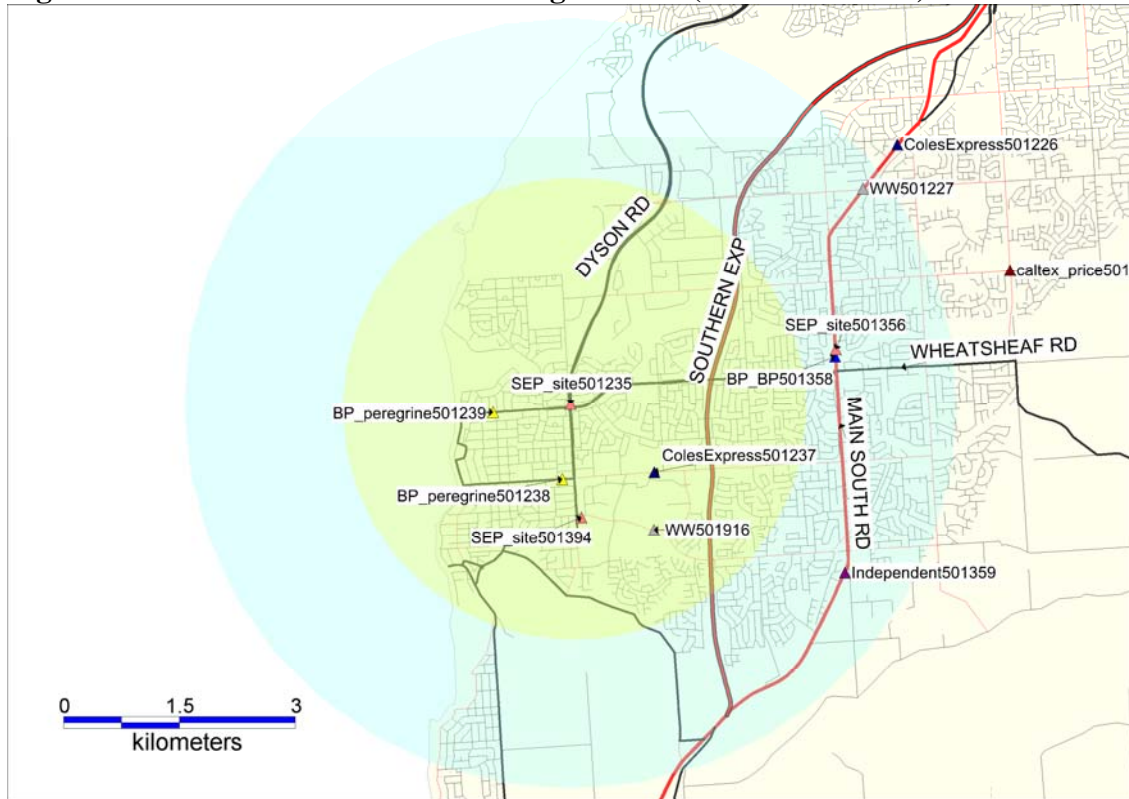 DYSON RD
SOUTHERN EXP
ColesExpress501226
WW501227
caltex_price501
SEP_site501356
WHEATSHEAF RD
BP_BP501358
SEP_site501235
BP_peregrine501239
MAIN SOUTH RD
ColesExpress501237
BP_peregrine501238
SEP_site501394
WW501916
Independent501359
0 1.5 3
kilometers